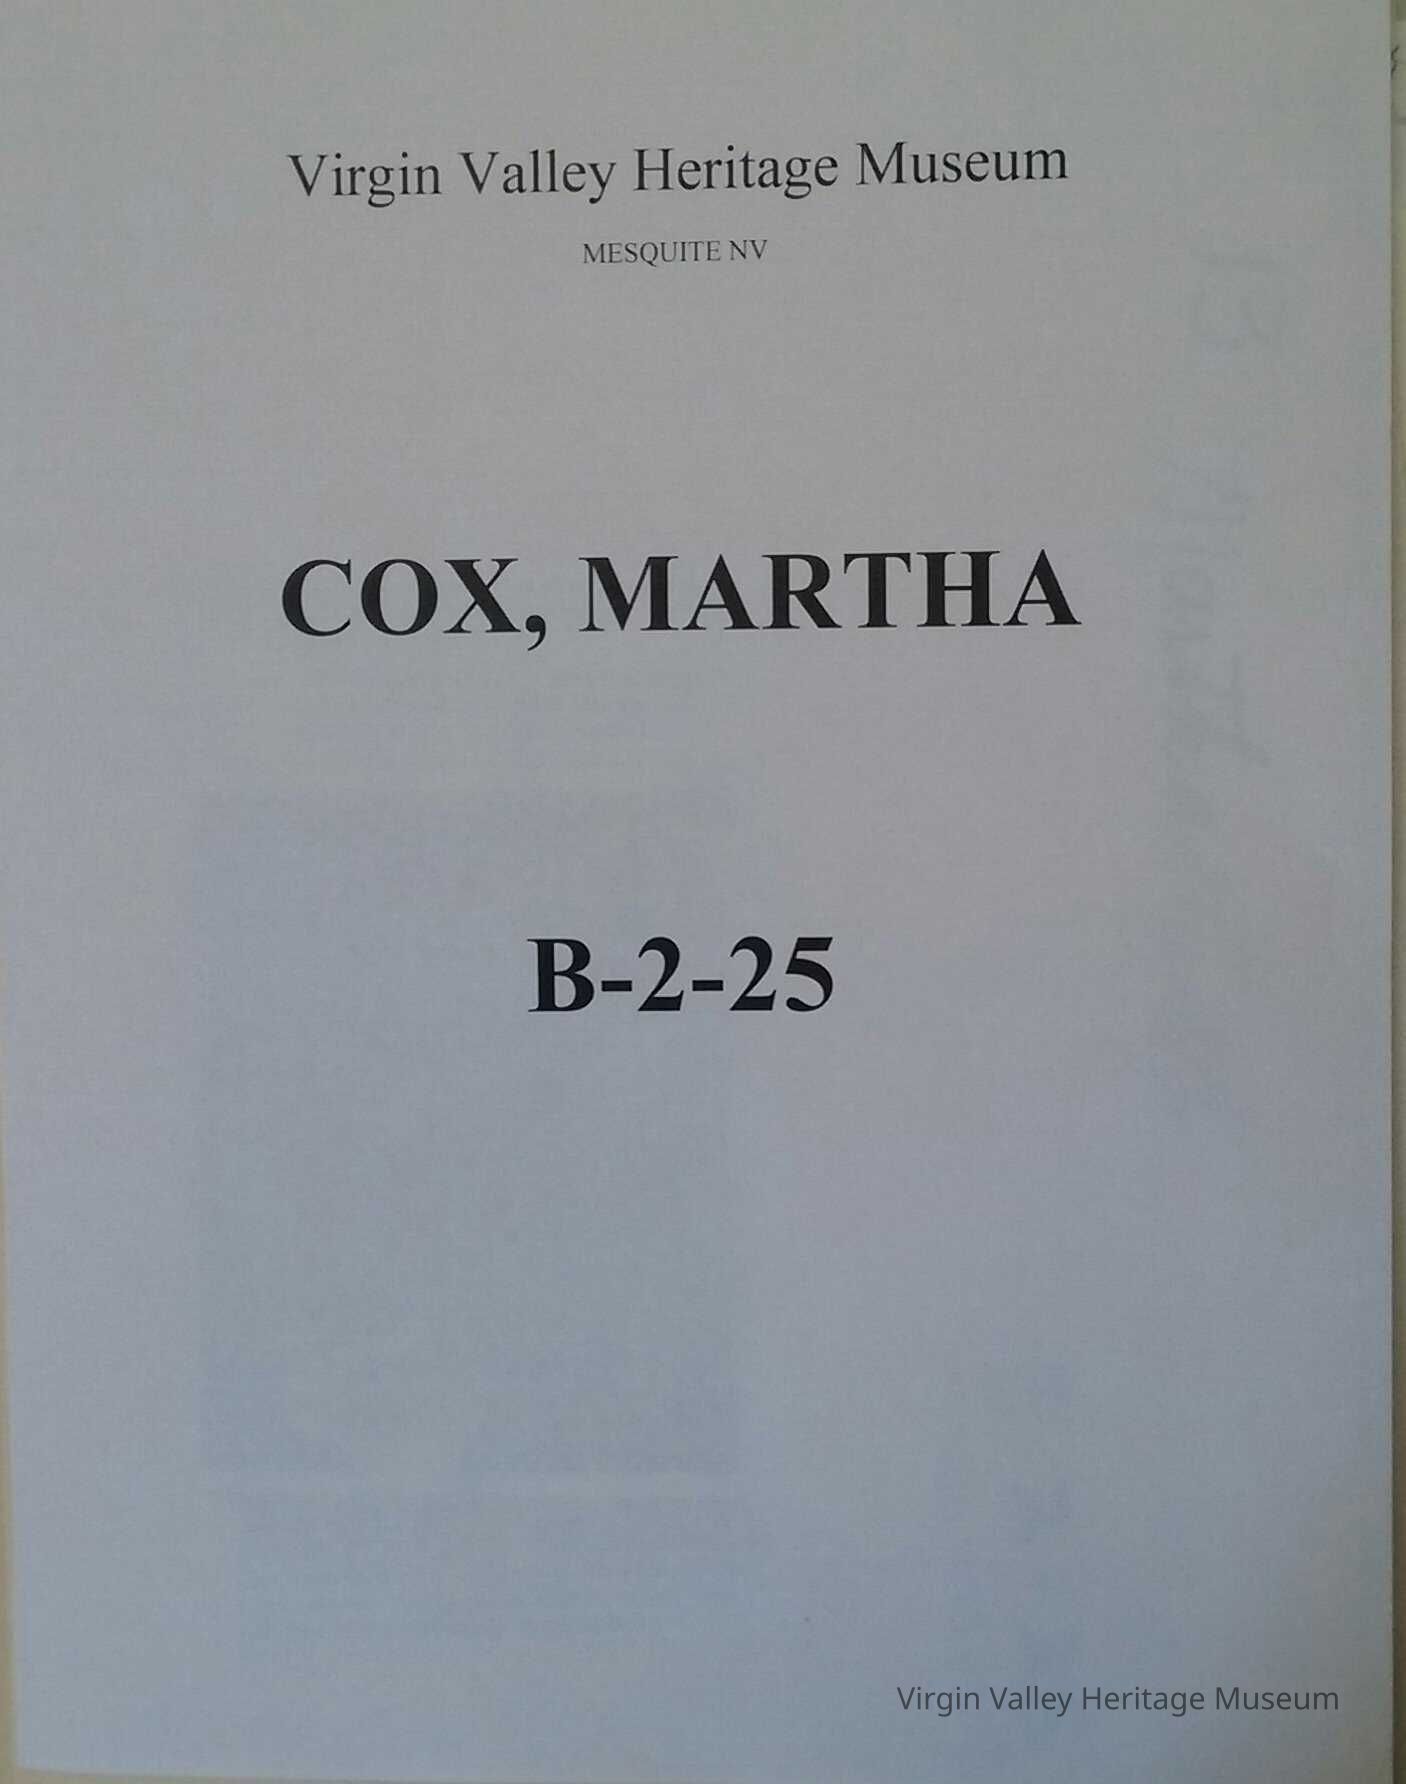 Virgin Valley Heritage Museum
MESQUITE NV
COX, MARTHA
B-2-25
Virgin Valley Heritage Museum